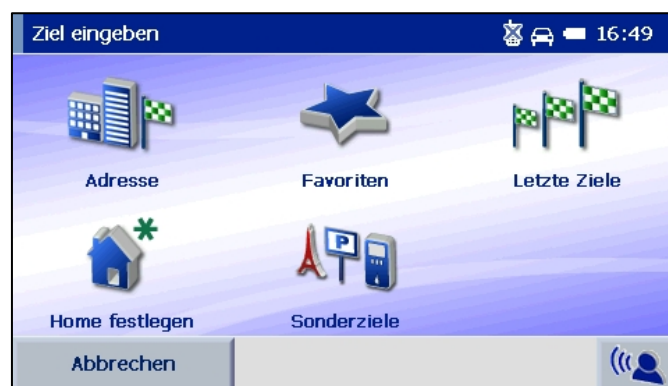 Ziel eingeben 16:49
Adresse Favoriten Letzte Ziele
P
Home festlegen Sonderziele
Abbrechen